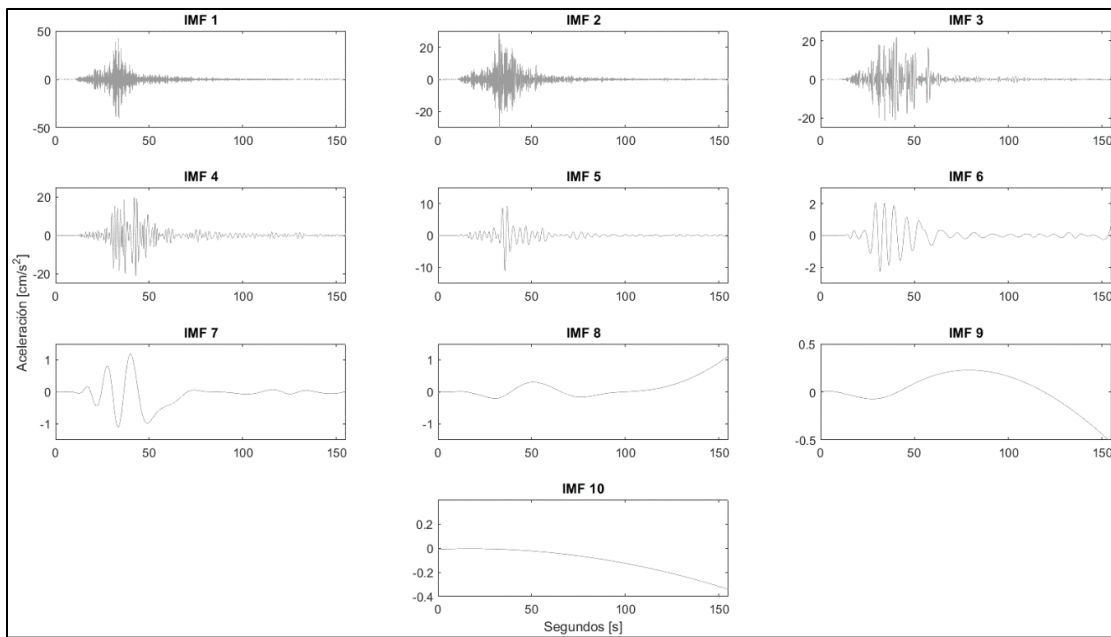 IMF 1
50
0
-50
0 50 100 150
IMF 2
20
0
-20
0 50 100 150
IMF 3
20
0
-20
0 50 100 150
IMF 4
20
0
-20
0 50 100 150
IMF 5
10
0
-10
0 50 100 150
IMF 6
2
0
-2
0 50 100 150
Aceleración [cm/s²]
IMF 7
1
0
-1
0 50 100 150
IMF 8
1
0
-1
0 50 100 150
IMF 9
0.5
0
-0.5
0 50 100 150
IMF 10
0.2
0
-0.2
-0.4
0 50 100 150
Segundos [s]